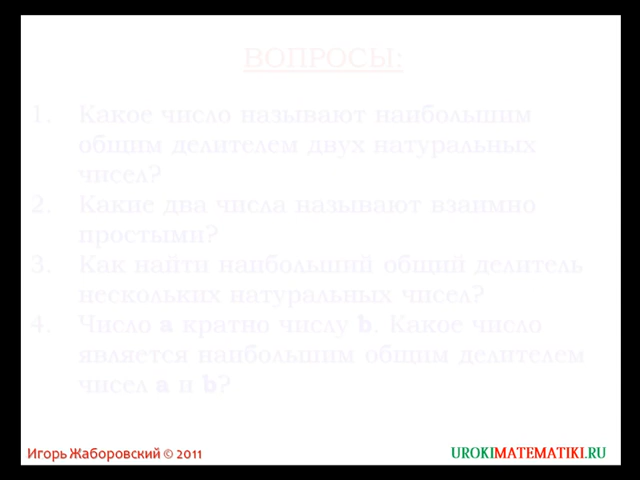 ВОПРОСЫ:
1. Какое число называют наибольшим
общим делителем двух натуральных
чисел?
2. Какие два числа называют взаимно
простыми?
3. Как найти наибольший общий делитель
нескольких натуральных чисел?
4. Число a кратно числу b. Какое число
является наибольшим общим делителем
чисел a и b?
Игорь Жаборовский © 2011
UROKIMATEMATIKI.RU